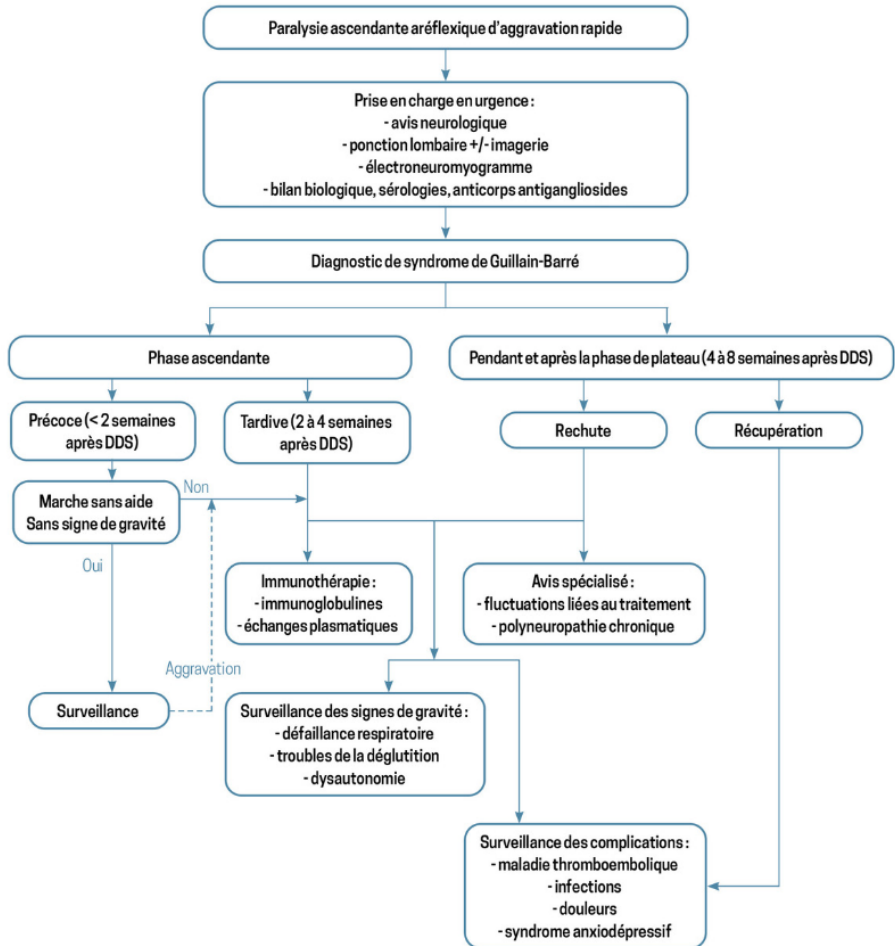 Paralysie ascendante aréflexique d'aggravation rapide
Prise en charge en urgence :
- avis neurologique
- ponction lombaire +/- imagerie
- électroneuromyogramme
- bilan biologique, sérologies, anticorps antigangliosides
Diagnostic de syndrome de Guillain-Barré
Phase ascendante
Pendant et après la phase de plateau (4 à 8 semaines après DDS)
Précoce (< 2 semaines
après DDS)
Tardive (2 à 4 semaines
après DDS)
Rechute
Récupération
Marche sans aide
Sans signe de gravité
Non
Oui
Immunothérapie :
- immunoglobulines
- échanges plasmatiques
Avis spécialisé :
- fluctuations liées au traitement
- polyneuropathie chronique
Aggravation
Surveillance
Surveillance des signes de gravité :
- défaillance respiratoire
- troubles de la déglutition
- dysautonomie
Surveillance des complications :
- maladie thromboembolique
- infections
- douleurs
- syndrome anxiodépressif